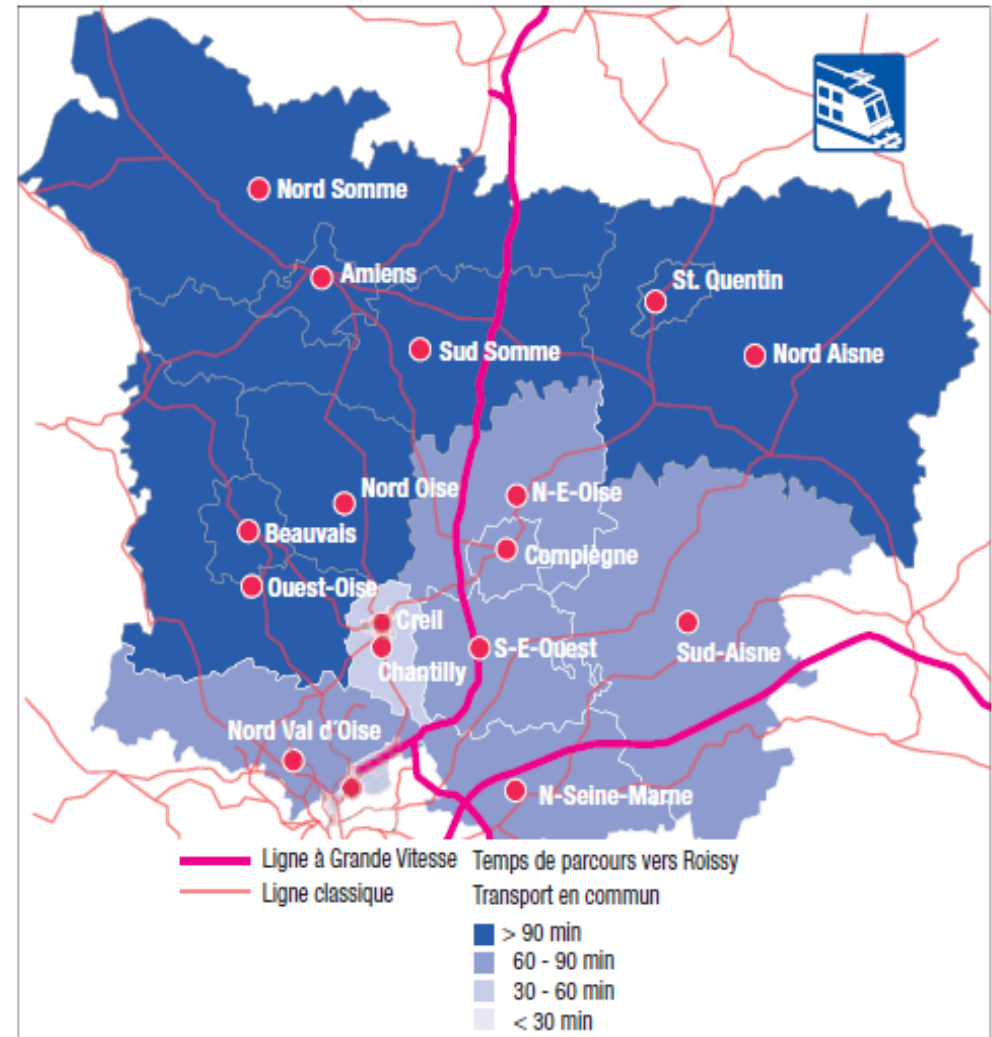 Nord Somme
Amiens
St. Quentin
Sud Somme
Nord Aisne
Nord Oise
N-E-Oise
Beauvais
Compiègne
Ouest-Oise
Creil
S-E-Ouest
Sud-Aisne
Chantilly
Nord Val d'Oise
N-Seine-Marne
Ligne à Grande Vitesse
Ligne classique
Temps de parcours vers Roissy
Transport en commun
> 90 min
60 - 90 min
30 - 60 min
< 30 min